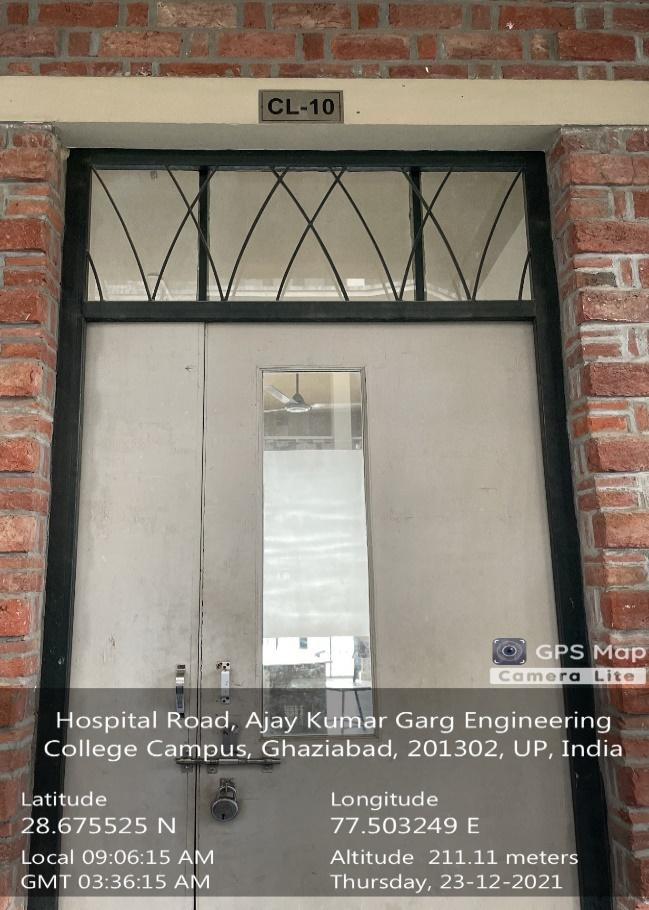 CL-10
GPS Map
Camera Lite
Hospital Road, Ajay Kumar Garg Engineering
College Campus, Ghaziabad, 201302, UP, India
Latitude
28.675525 N
Longitude
77.503249 E
Local 09:06:15 AM
GMT 03:36:15 AM
Altitude 211.11 meters
Thursday, 23-12-2021